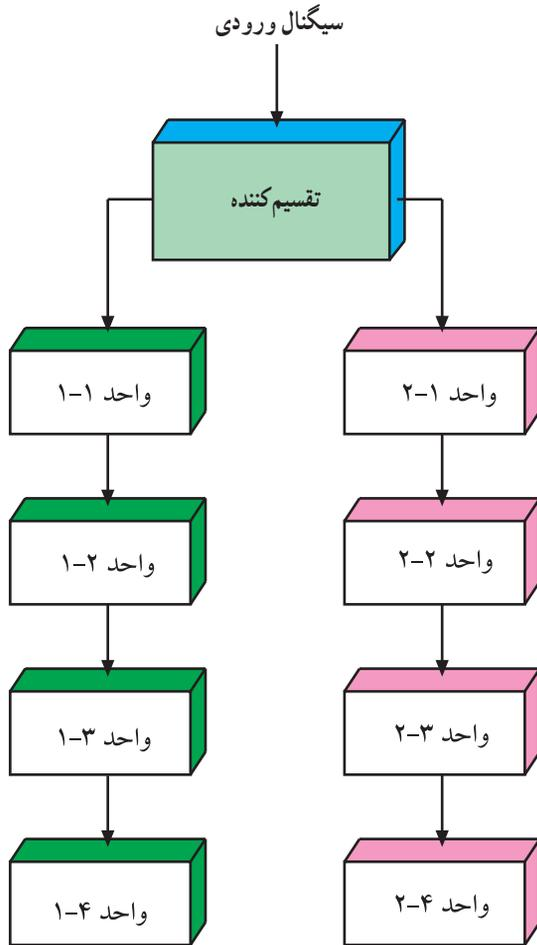 سیگنال ورودی
تقسیم‌کننده
واحد ۱–۱
واحد ۱–۲
واحد ۲–۱
واحد ۲–۲
واحد ۳–۱
واحد ۳–۲
واحد ۴–۱
واحد ۴–۲